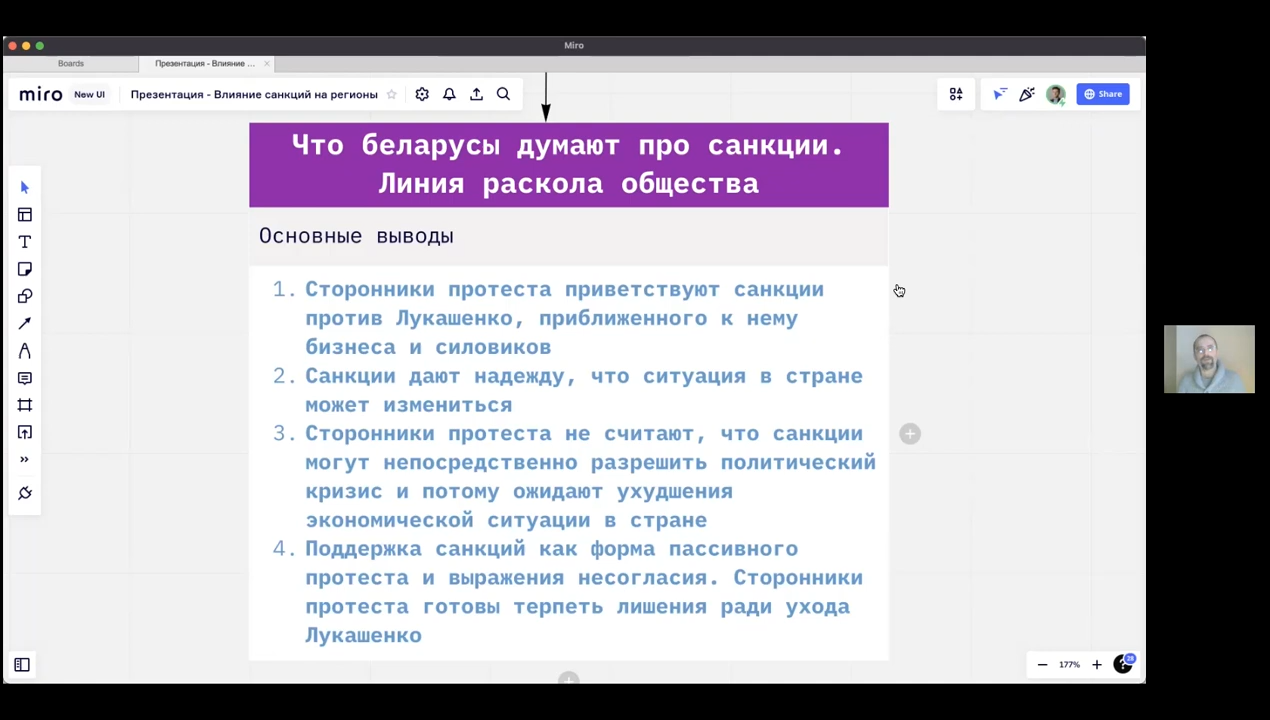 Miro
Boards
Презентация - Влияние ...
miro
New UI
Презентация - Влияние санкций на регионы
Share
Что беларусы думают про санкции.
Линия раскола общества
Основные выводы
1. Сторонники протеста приветствуют санкции
против Лукашенко, приближенного к нему
бизнеса и силовиков
2. Санкции дают надежду, что ситуация в стране
может измениться
3. Сторонники протеста не считают, что санкции
могут непосредственно разрешить политический
кризис и потому ожидают ухудшения
экономической ситуации в стране
4. Поддержка санкций как форма пассивного
протеста и выражения несогласия. Сторонники
протеста готовы терпеть лишения ради ухода
Лукашенко
177%